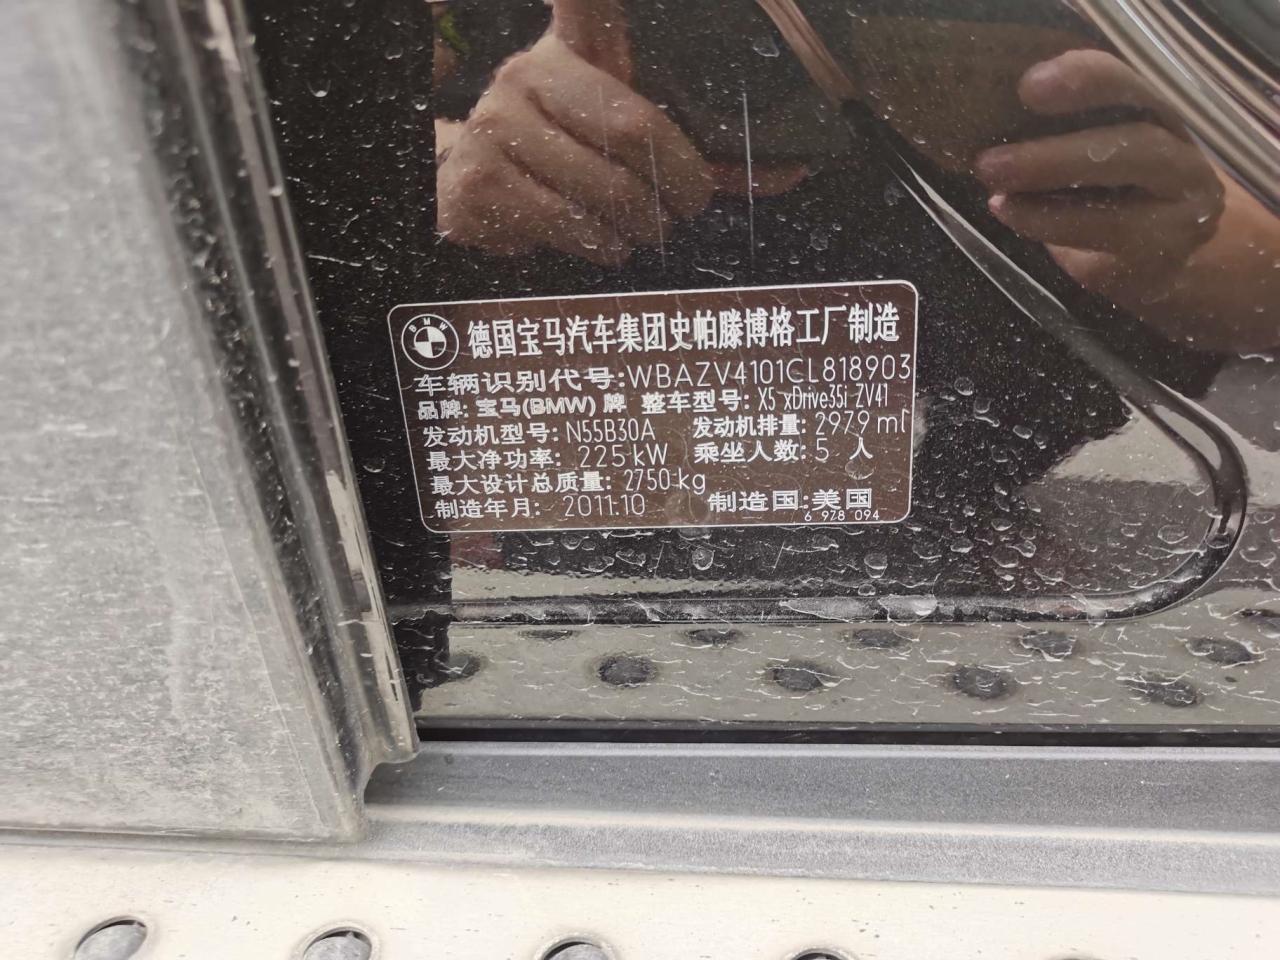 BMW
德国宝马汽车集团史帕滕博格工厂制造
车辆识别代号:WBAZV4101CL818903
品牌: 宝马(BMW) 牌 整车型号: X5 xDrive35i ZV41
发动机型号: N55B30A 发动机排量: 2979 ml
最大净功率: 225 kW 乘坐人数: 5 人
最大设计总质量: 2750 kg
制造年月: 2011.10 制造国:美国
6 928 094